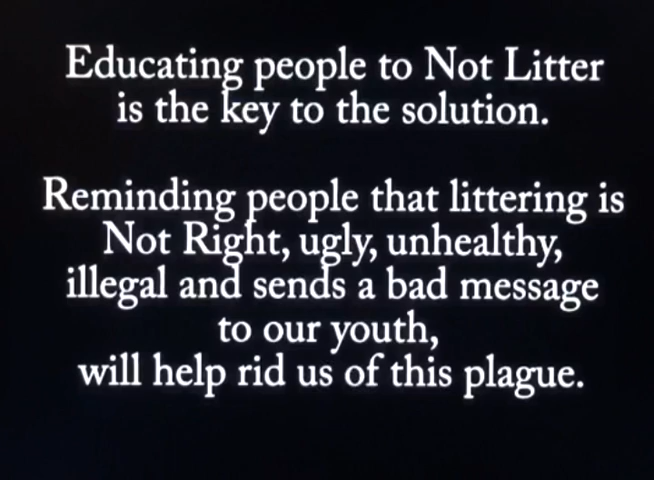 Educating people to Not Litter
is the key to the solution.
Reminding people that littering is
Not Right, ugly, unhealthy,
illegal and sends a bad message
to our youth,
will help rid us of this plague.